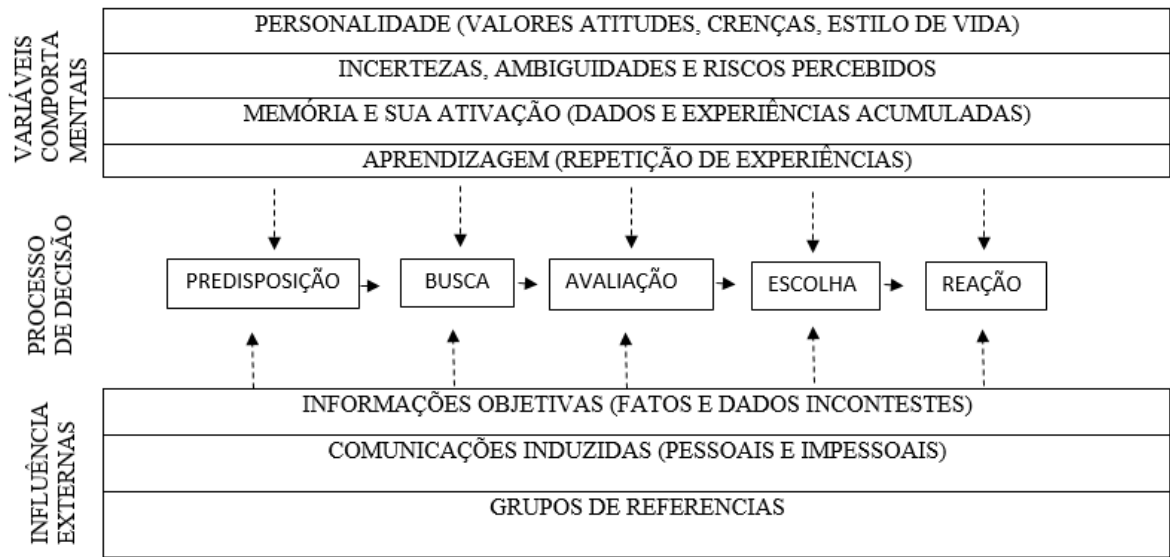 VARIÁVEIS
COMPORTA
MENTAIS
PERSONALIDADE (VALORES ATITUDES, CRENÇAS, ESTILO DE VIDA)
INCERTEZAS, AMBIGUIDADES E RISCOS PERCEBIDOS
MEMÓRIA E SUA ATIVAÇÃO (DADOS E EXPERIÊNCIAS ACUMULADAS)
APRENDIZAGEM (REPETIÇÃO DE EXPERIÊNCIAS)
PROCESSO
DE DECISÃO
PREDISPOSIÇÃO
BUSCA
AVALIAÇÃO
ESCOLHA
REAÇÃO
INFLUÊNCIA
EXTERNAS
INFORMAÇÕES OBJETIVAS (FATOS E DADOS INCONTESTES)
COMUNICAÇÕES INDUZIDAS (PESSOAIS E IMPESSOAIS)
GRUPOS DE REFERENCIAS